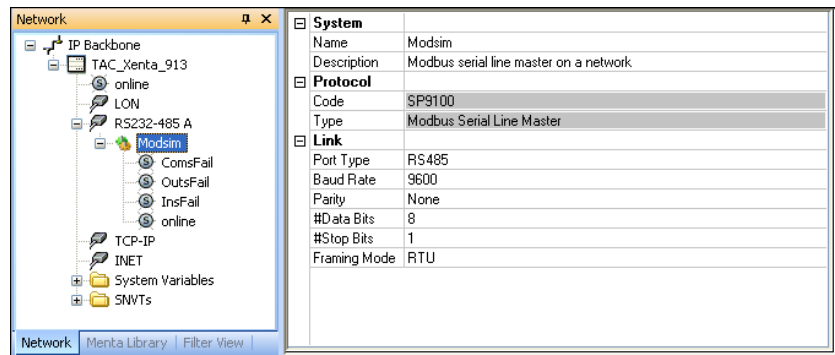 Network
IP Backbone
TAC_Xenta_913
online
LON
RS232-485 A
Modsim
ComsFail
OutsFail
InsFail
online
TCP-IP
INET
System Variables
SNVTs
Network Menta Library Filter View
System
Name Modsim
Description Modbus serial line master on a network
Protocol
Code SP9100
Type Modbus Serial Line Master
Link
Port Type RS485
Baud Rate 9600
Parity None
#Data Bits 8
#Stop Bits 1
Framing Mode RTU